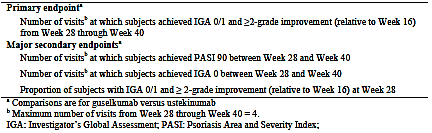 Primary endpointᵃ
Number of visitsᵇ at which subjects achieved IGA 0/1 and ≥2-grade improvement (relative to Week 16)
from Week 28 through Week 40
Major secondary endpointsᵃ
Number of visitsᵇ at which subjects achieved PASI 90 between Week 28 and Week 40
Number of visitsᵇ at which subjects achieved IGA 0 between Week 28 and Week 40
Proportion of subjects with IGA 0/1 and ≥ 2-grade improvement (relative to Week 16) at Week 28
ᵃ Comparisons are for guselkumab versus ustekinumab
ᵇ Maximum number of visits from Week 28 through Week 40 = 4.
IGA: Investigator's Global Assessment; PASI: Psoriasis Area and Severity Index;